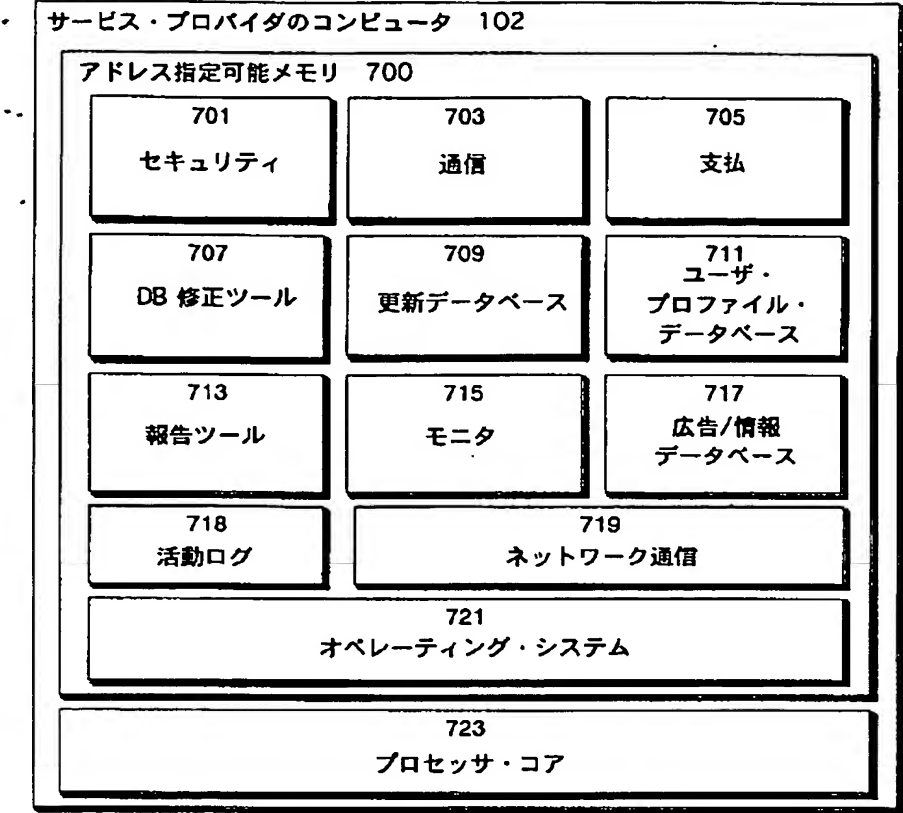 サービス・プロバイダのコンピュータ 102
アドレス指定可能メモリ 700
701
セキュリティ
703
通信
705
支払
707
DB 修正ツール
709
更新データベース
711
ユーザ・
プロファイル・
データベース
713
報告ツール
715
モニタ
717
広告/情報
データベース
718
活動ログ
719
ネットワーク通信
721
オペレーティング・システム
723
プロセッサ・コア